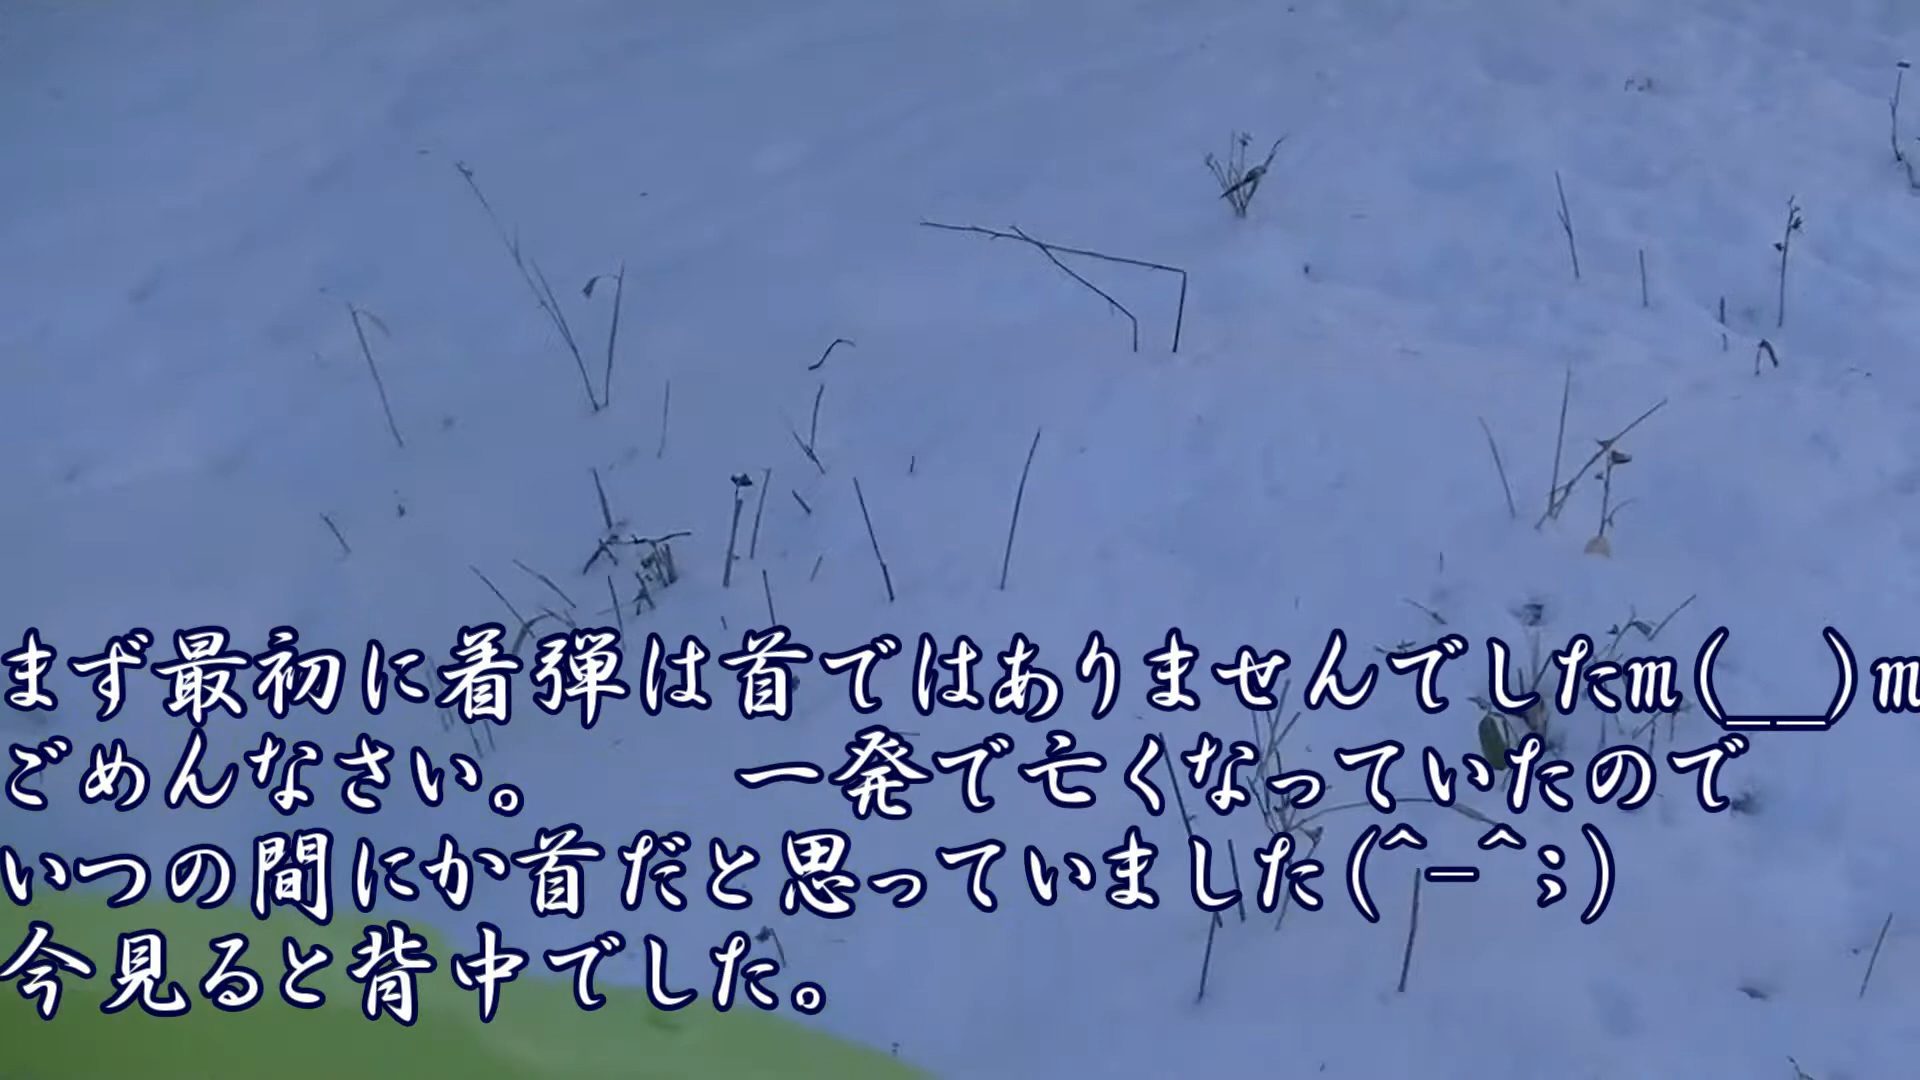 まず最初に着弾は首ではありませんでしたm(__)m
ごめんなさい。　　一発で亡くなっていたので
いつの間にか首だと思っていました(^-^;)
今見ると背中でした。